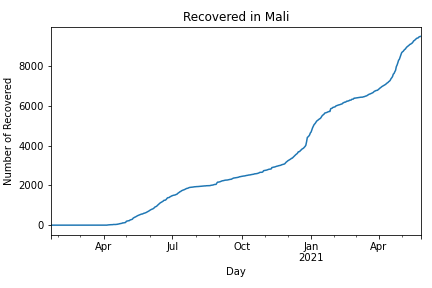 Recovered in Mali
Number of Recovered
8000
6000
4000
2000
0
Apr
Jul
Oct
Jan
2021
Apr
Day